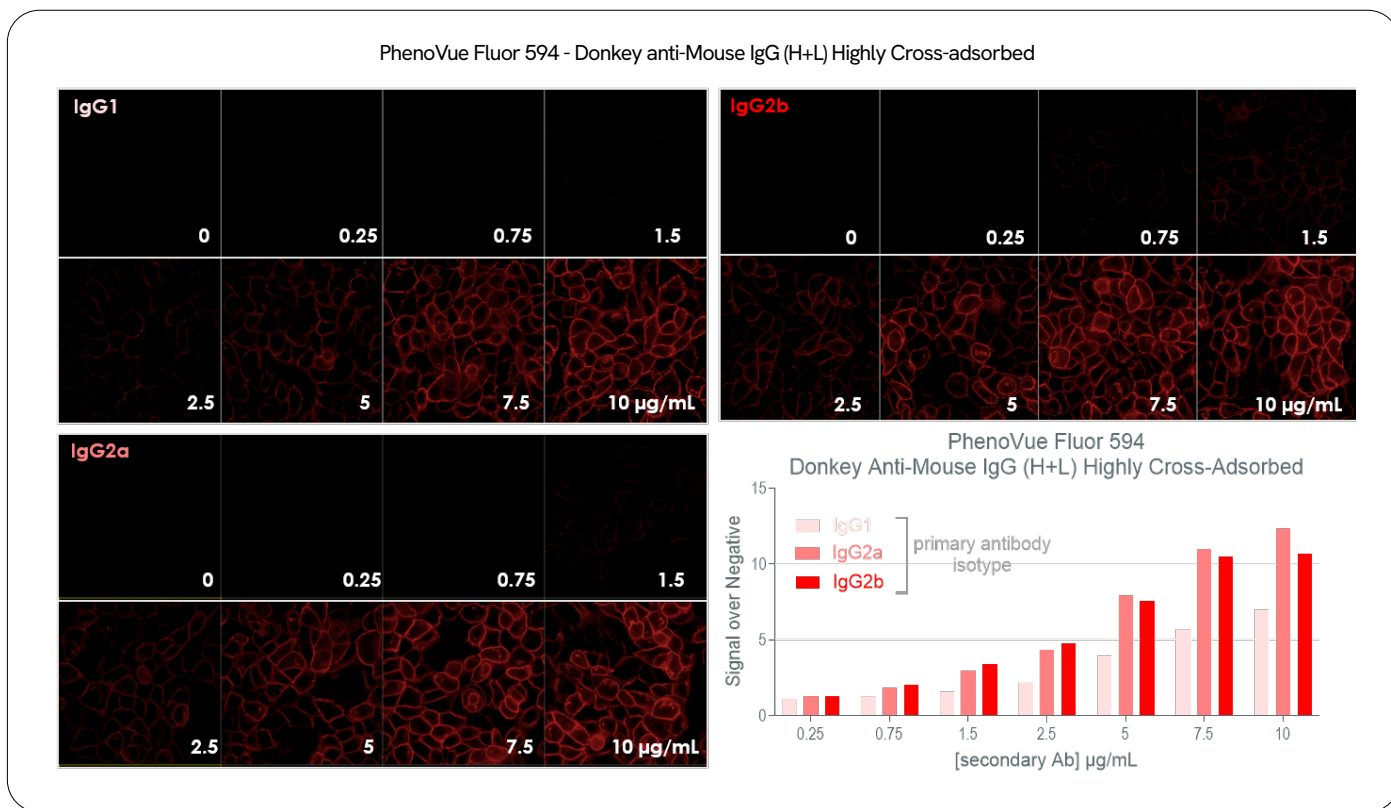 PhenoVue Fluor 594 - Donkey anti-Mouse IgG (H+L) Highly Cross-adsorbed
IgG1
0 0.25 0.75 1.5
2.5 5 7.5 10 µg/mL
IgG2b
0 0.25 0.75 1.5
2.5 5 7.5 10 µg/mL
IgG2a
0 0.25 0.75 1.5
2.5 5 7.5 10 µg/mL
PhenoVue Fluor 594
Donkey Anti-Mouse IgG (H+L) Highly Cross-Adsorbed
Signal over Negative
15
10
5
0
IgG1
IgG2a
IgG2b
primary antibody
isotype
0.25 0.75 1.5 2.5 5 7.5 10
[secondary Ab] µg/mL